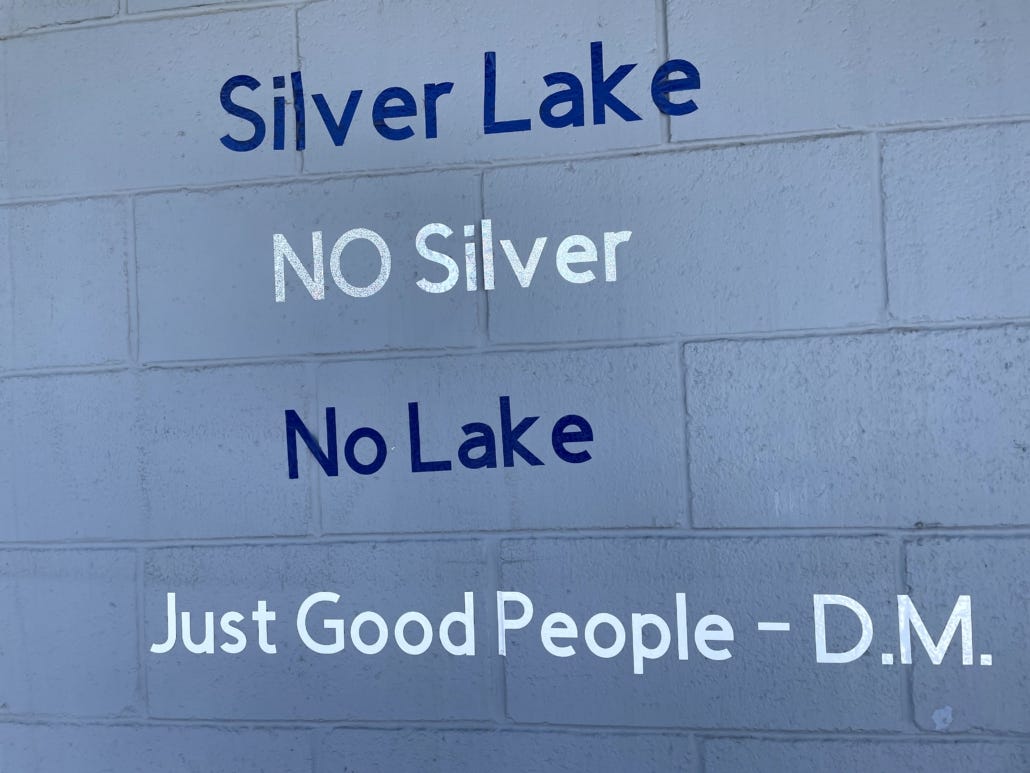 Silver Lake
NO Silver
No Lake
Just Good People - D.M.